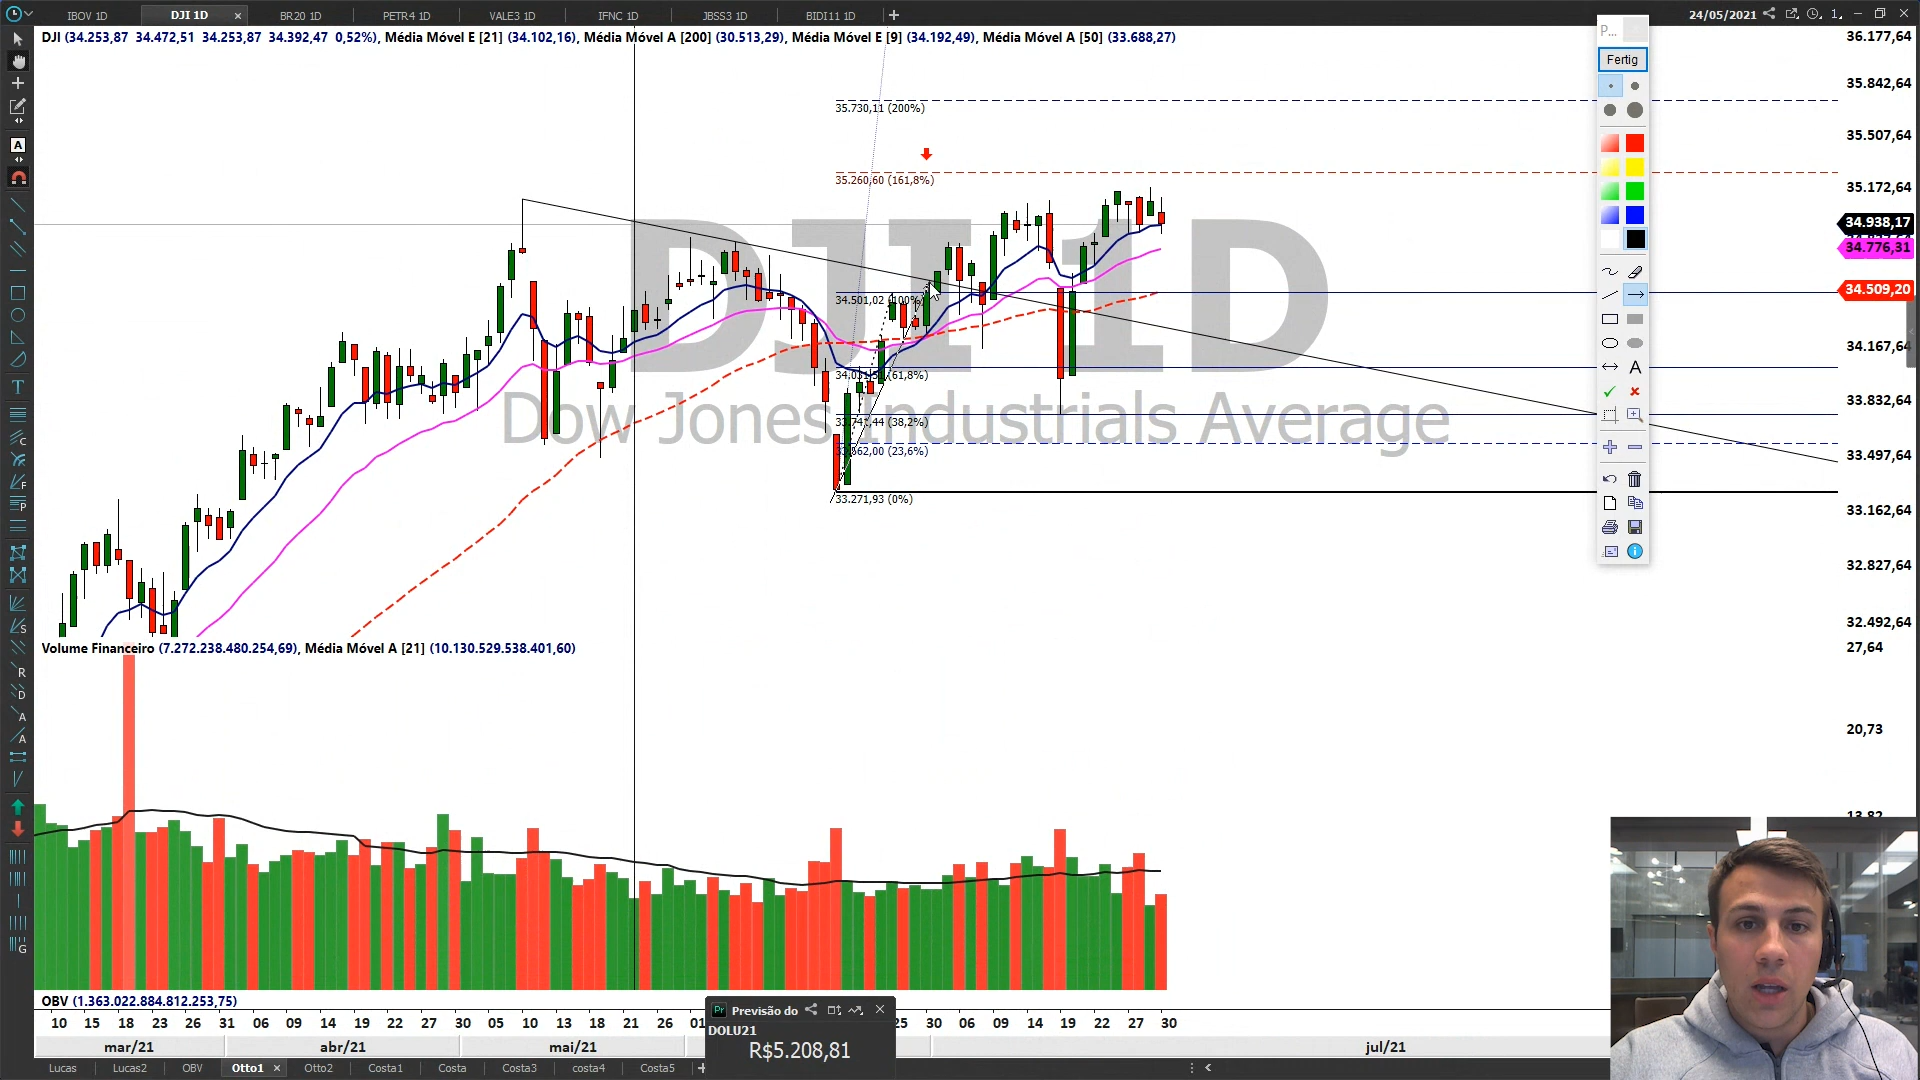 IBOV 1D
DJI 1D
BR20 1D
PETR4 1D
VALE3 1D
IFNC 1D
JBSS3 1D
BIDI11 1D
24/05/2021
DJI (34.253,87 34.472,51 34.253,87 34.392,47 0,52%), Média Móvel E [21] (34.102,16), Média Móvel A [200] (30.513,29), Média Móvel E [9] (34.192,49), Média Móvel A [50] (33.688,27)
P...
Fertig
36.177,64
35.842,64
35.507,64
35.172,64
34.938,17
34.776,31
34.509,20
34.167,64
33.832,64
33.497,64
33.162,64
32.827,64
32.492,64
35.730,11 (200%)
35.260,60 (161,8%)
34.501,02 (100%)
(61,8%)
(38,2%)
(23,6%)
33.271,93 (0%)
DJI 1D
Dow Jones Industrials Average
Volume Financeiro (7.272.238.480.254,69), Média Móvel A [21] (10.130.529.538.401,60)
27,64
20,73
13,82
OBV (1.363.022.884.812.253,75)
10 15 18 23 26 31 06 09 14 19 22 27 30 05 10 13 18 21 26 01 25 30 06 09 14 19 22 27 30
mar/21 abr/21 mai/21 jul/21
Previsão do
DOLU21
R$5.208,81
Lucas Lucas2 OBV Otto1 Otto2 Costa1 Costa Costa3 costa4 Costa5